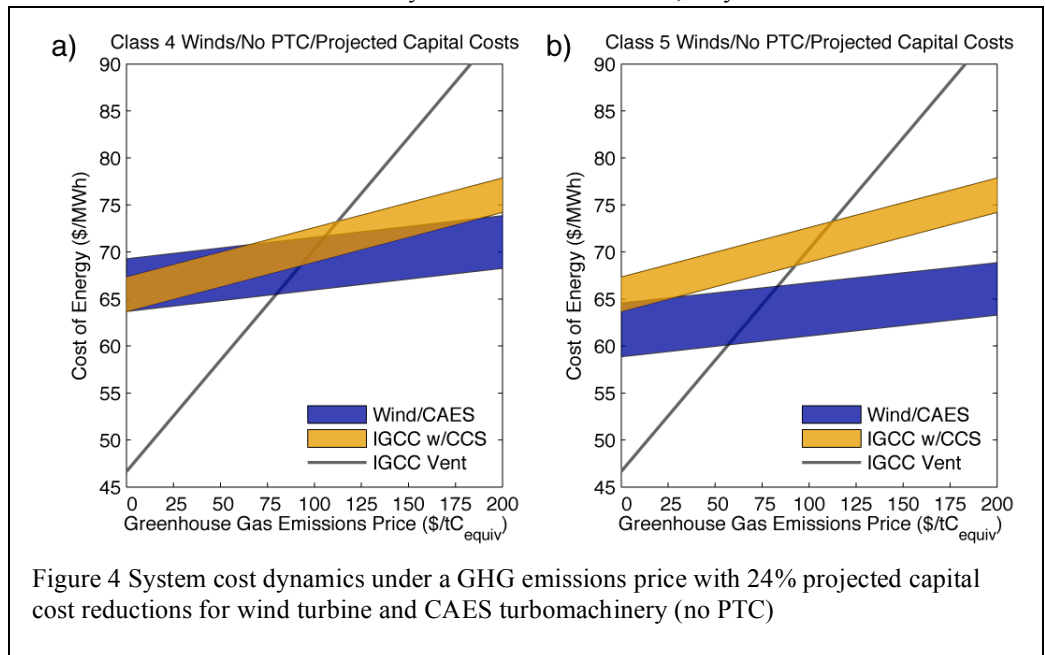 a) Class 4 Winds/No PTC/Projected Capital Costs
90
85
80
75
70
65
60
55
50
45
Cost of Energy ($/MWh)
Wind/CAES
IGCC w/CCS
IGCC Vent
0 25 50 75 100 125 150 175 200
Greenhouse Gas Emissions Price ($/tCequiv)
b) Class 5 Winds/No PTC/Projected Capital Costs
90
85
80
75
70
65
60
55
50
45
Cost of Energy ($/MWh)
Wind/CAES
IGCC w/CCS
IGCC Vent
0 25 50 75 100 125 150 175 200
Greenhouse Gas Emissions Price ($/tCequiv)
Figure 4 System cost dynamics under a GHG emissions price with 24% projected capital
cost reductions for wind turbine and CAES turbomachinery (no PTC)